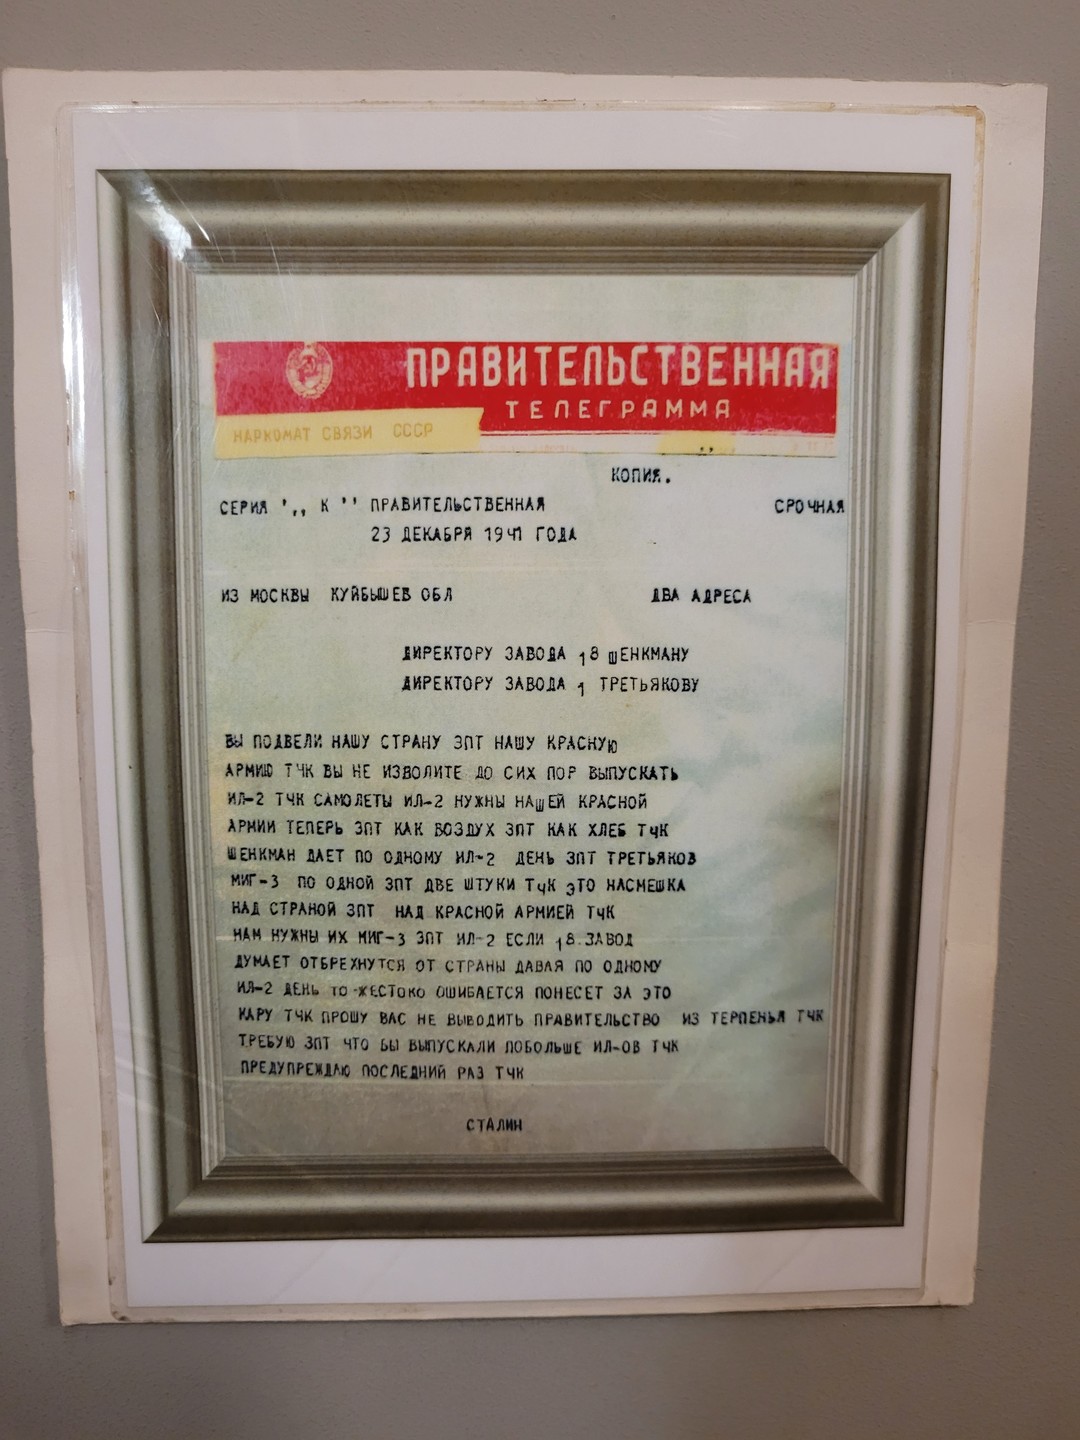 ПРАВИТЕЛЬСТВЕННАЯ
ТЕЛЕГРАММА
НАРКОМАТ СВЯЗИ СССР
КОПИЯ.
СЕРИЯ ',, К '' ПРАВИТЕЛЬСТВЕННАЯ СРОЧНАЯ
23 ДЕКАБРЯ 1941 ГОДА
ИЗ МОСКВЫ КУЙБЫШЕВ ОБЛ ДВА АДРЕСА
ДИРЕКТОРУ ЗАВОДА 18 ШЕНКМАНУ
ДИРЕКТОРУ ЗАВОДА 1 ТРЕТЬЯКОВУ
ВЫ ПОДВЕЛИ НАШУ СТРАНУ ЗПТ НАШУ КРАСНУЮ
АРМИЮ ТЧК ВЫ НЕ ИЗВОЛИТЕ ДО СИХ ПОР ВЫПУСКАТЬ
ИЛ-2 ТЧК САМОЛЕТЫ ИЛ-2 НУЖНЫ НАШЕЙ КРАСНОЙ
АРМИИ ТЕПЕРЬ ЗПТ КАК ВОЗДУХ ЗПТ КАК ХЛЕБ ТЧК
ШЕНКМАН ДАЕТ ПО ОДНОМУ ИЛ-2 ДЕНЬ ЗПТ ТРЕТЬЯКОВ
МИГ-3 ПО ОДНОЙ ЗПТ ДВЕ ШТУКИ ТЧК ЭТО НАСМЕШКА
НАД СТРАНОЙ ЗПТ НАД КРАСНОЙ АРМИЕЙ ТЧК
НАМ НУЖНЫ ИХ МИГ-3 ЗПТ ИЛ-2 ЕСЛИ 18.ЗАВОД
ДУМАЕТ ОТБРЕХНУТСЯ ОТ СТРАНЫ ДАВАЯ ПО ОДНОМУ
ИЛ-2 ДЕНЬ ТО ЖЕСТОКО ОШИБАЕТСЯ ПОНЕСЕТ ЗА ЭТО
КАРУ ТЧК ПРОШУ ВАС НЕ ВЫВОДИТЬ ПРАВИТЕЛЬСТВО ИЗ ТЕРПЕНЬЯ ТЧК
ТРЕБУЮ ЗПТ ЧТО БЫ ВЫПУСКАЛИ ПОБОЛЬШЕ ИЛ-ОВ ТЧК
ПРЕДУПРЕЖДАЮ ПОСЛЕДНИЙ РАЗ ТЧК
СТАЛИН